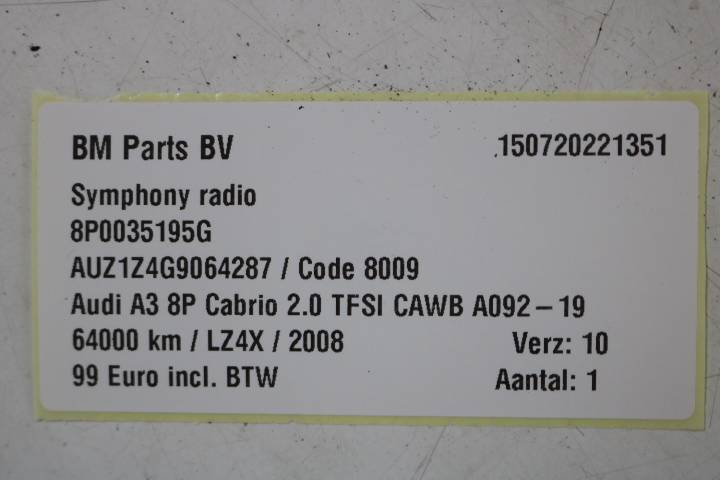 BM Parts BV 150720221351
Symphony radio
8P0035195G
AUZ1Z4G9064287 / Code 8009
Audi A3 8P Cabrio 2.0 TFSI CAWB A092 – 19
64000 km / LZ4X / 2008 Verz: 10
99 Euro incl. BTW Aantal: 1